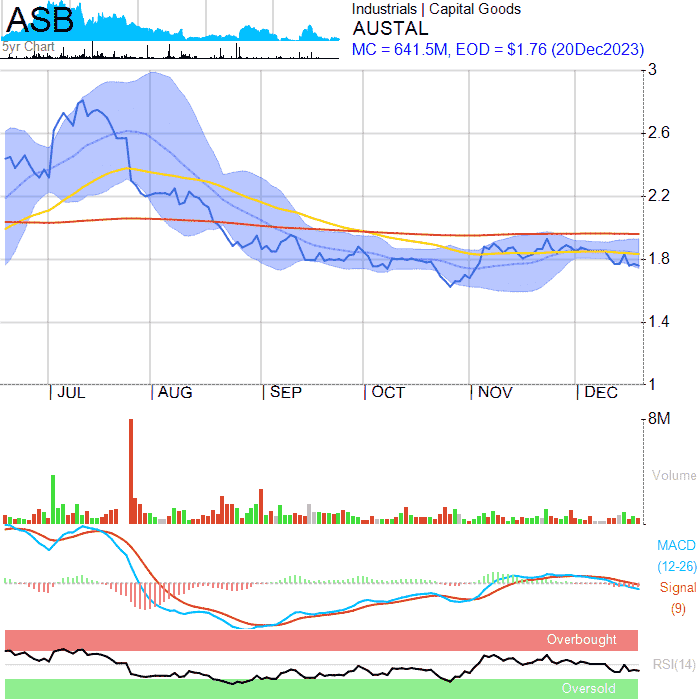 ASB
5yr Chart
Industrials | Capital Goods
AUSTAL
MC = 641.5M, EOD = $1.76 (20Dec2023)
3
2.6
2.2
1.8
1.4
1
JUL AUG SEP OCT NOV DEC
8M
Volume
MACD
(12-26)
Signal
(9)
Overbought
RSI(14)
Oversold